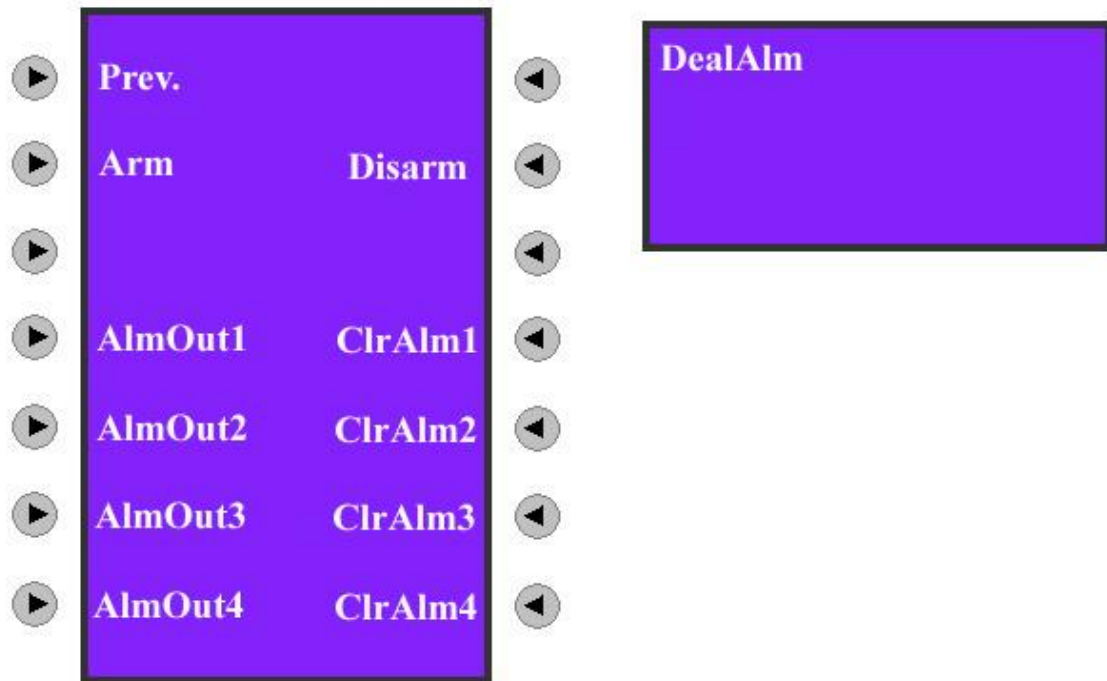 Prev.
Arm Disarm
AlmOut1 ClrAlm1
AlmOut2 ClrAlm2
AlmOut3 ClrAlm3
AlmOut4 ClrAlm4
DealAlm